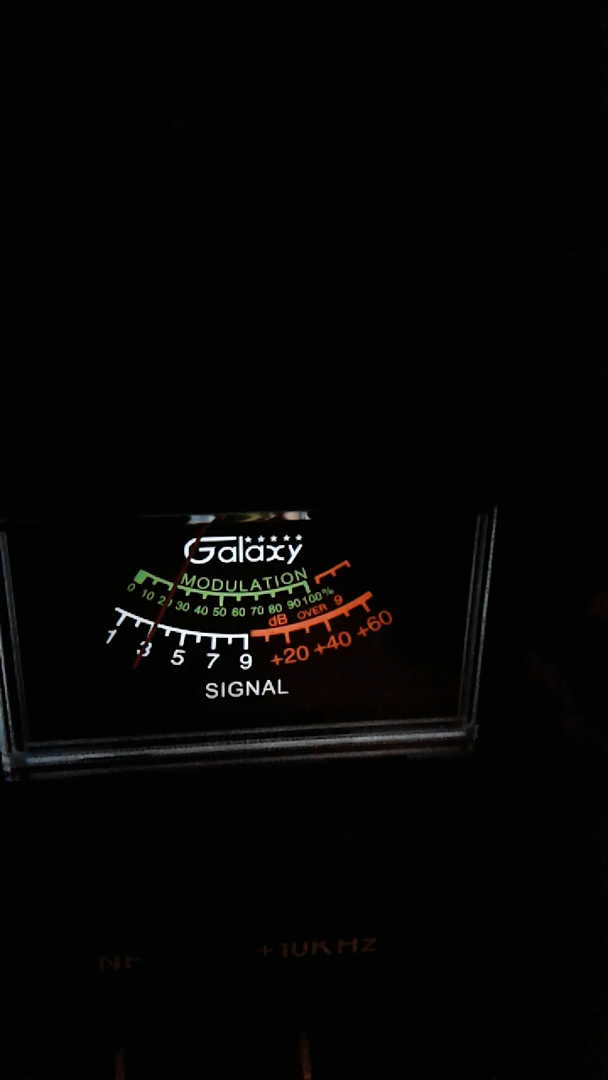 Galaxy
MODULATION
0 10 20 30 40 50 60 70 80 90 100%
dB OVER 9
1 3 5 7 9 +20 +40 +60
SIGNAL
+10KHz